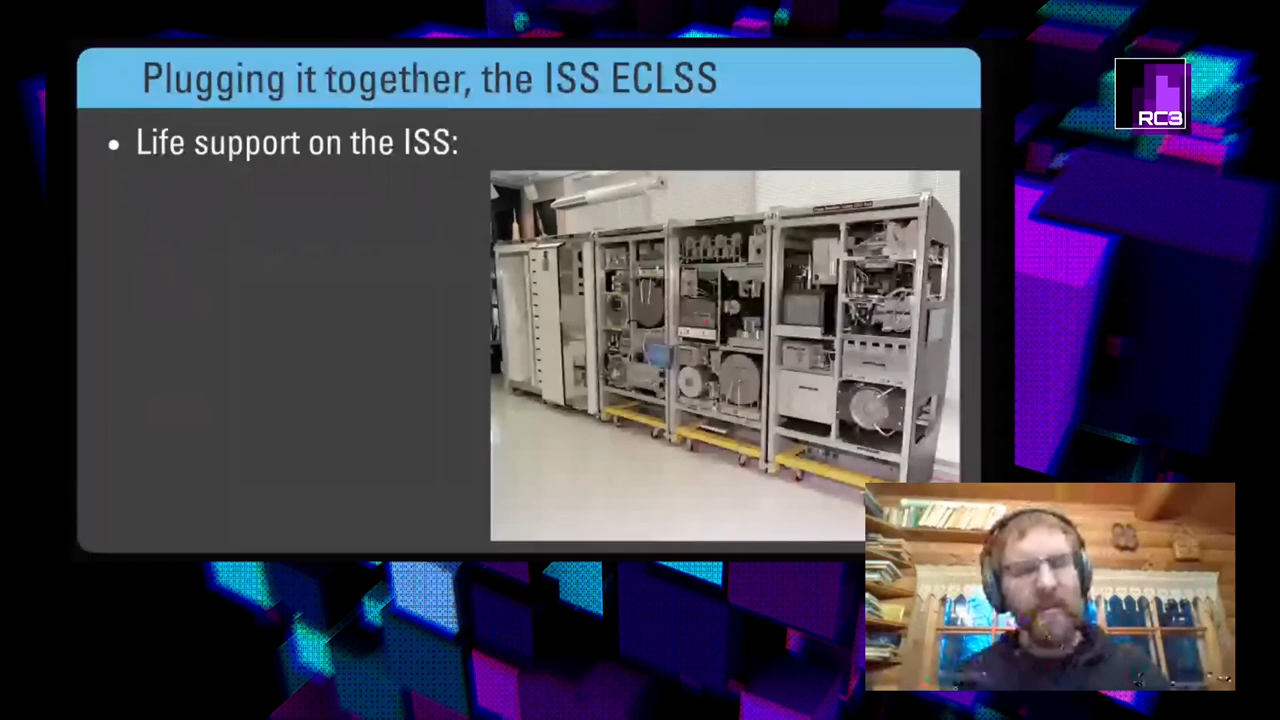 Plugging it together, the ISS ECLSS
RC3
• Life support on the ISS: